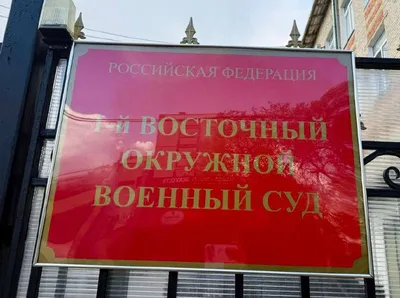 РОССИЙСКАЯ ФЕДЕРАЦИЯ
1-й ВОСТОЧНЫЙ
ОКРУЖНОЙ
ВОЕННЫЙ СУД